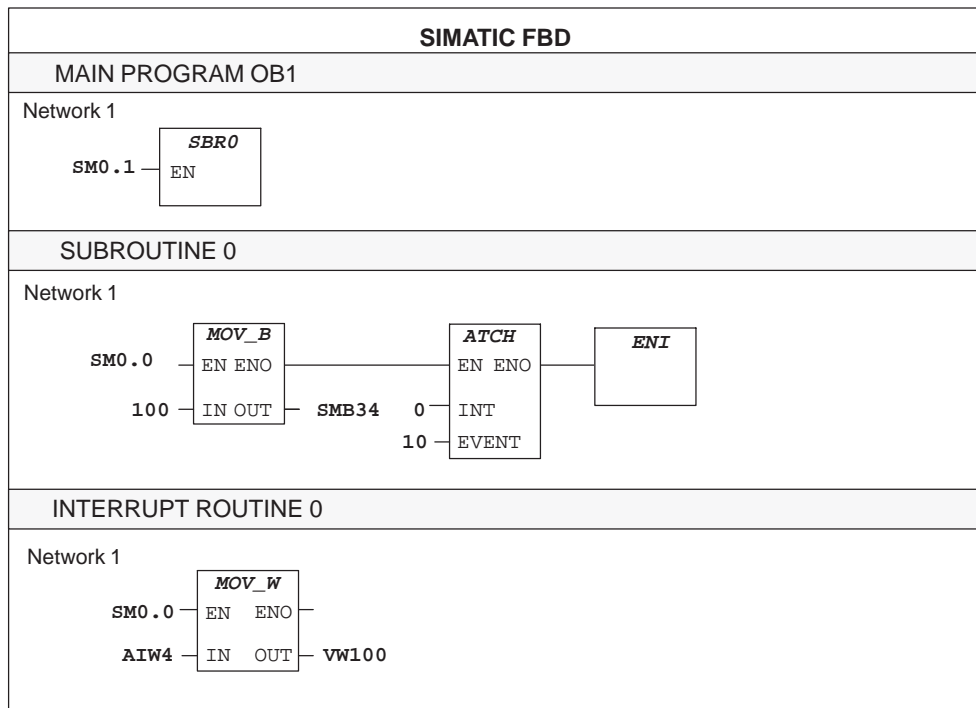 SIMATIC FBD
MAIN PROGRAM OB1
Network 1
SBR0
SM0.1 EN
SUBROUTINE 0
Network 1
MOV_B ATCH ENI
SM0.0 EN ENO EN ENO
100 IN OUT SMB34 0 INT
10 EVENT
INTERRUPT ROUTINE 0
Network 1
MOV_W
SM0.0 EN ENO
AIW4 IN OUT VW100